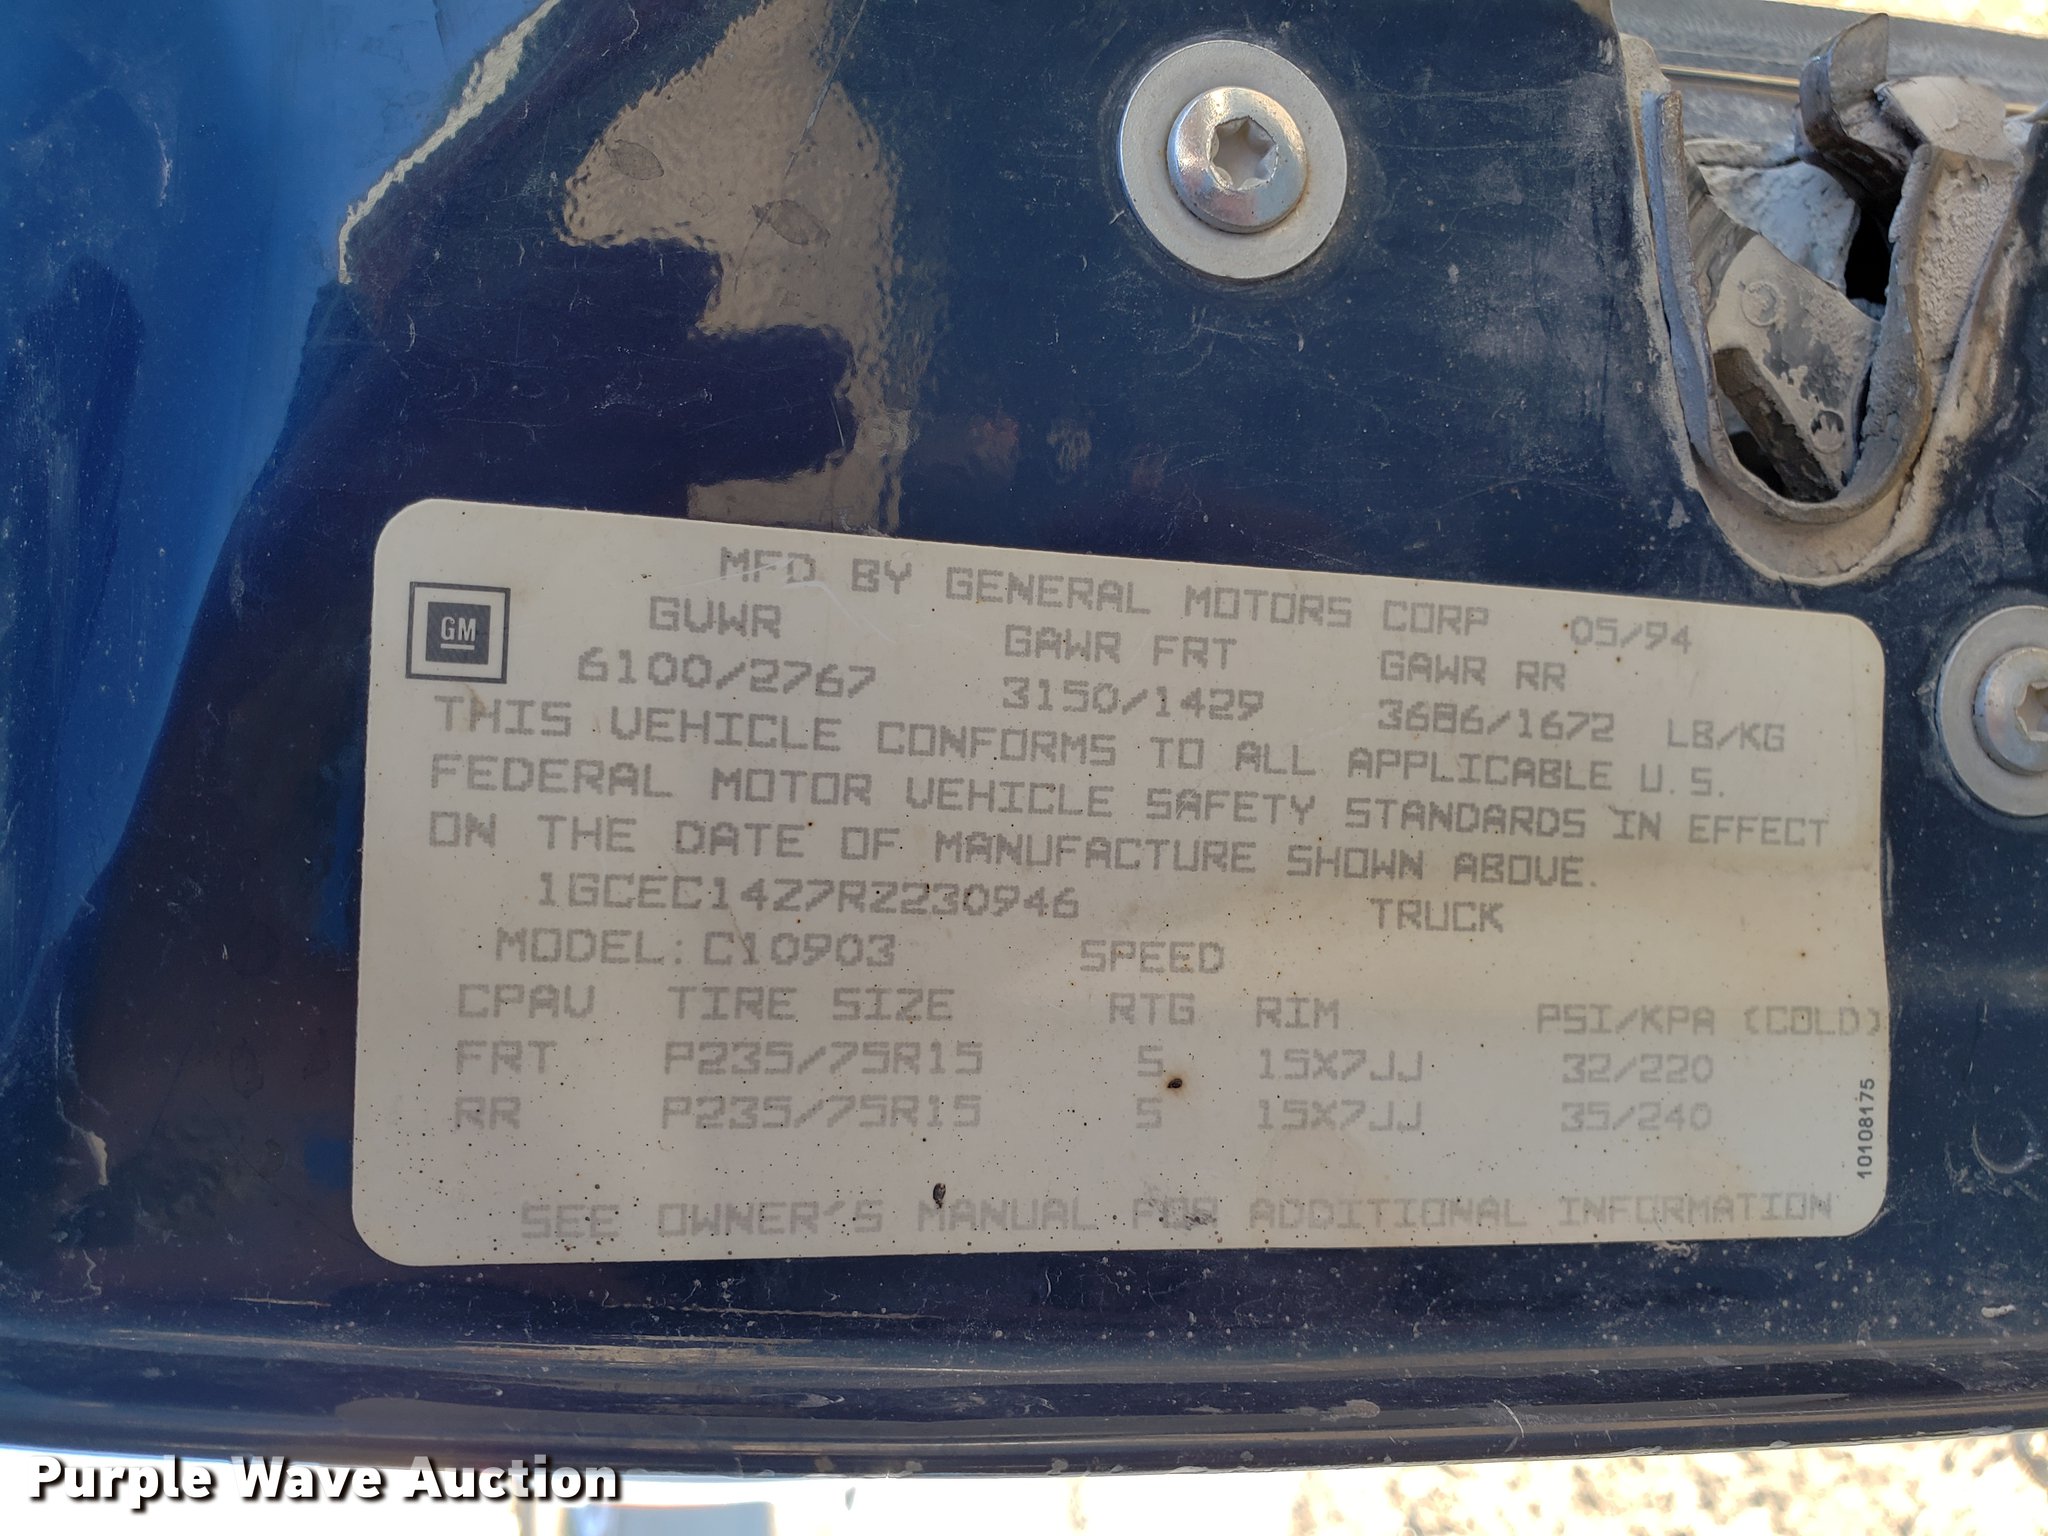 MFD BY GENERAL MOTORS CORP 05/94
GM
GVWR GAWR FRT GAWR RR
6100/2767 3150/1429 3686/1672 LB/KG
THIS VEHICLE CONFORMS TO ALL APPLICABLE U.S.
FEDERAL MOTOR VEHICLE SAFETY STANDARDS IN EFFECT
ON THE DATE OF MANUFACTURE SHOWN ABOVE.
1GCEC14Z7RZ230946 TRUCK
MODEL: C10903 SPEED
CPAV TIRE SIZE RTG RIM PSI/KPA (COLD)
FRT P235/75R15 S 15X7JJ 32/220
RR P235/75R15 S 15X7JJ 35/240
10108175
SEE OWNER'S MANUAL FOR ADDITIONAL INFORMATION
Purple Wave Auction